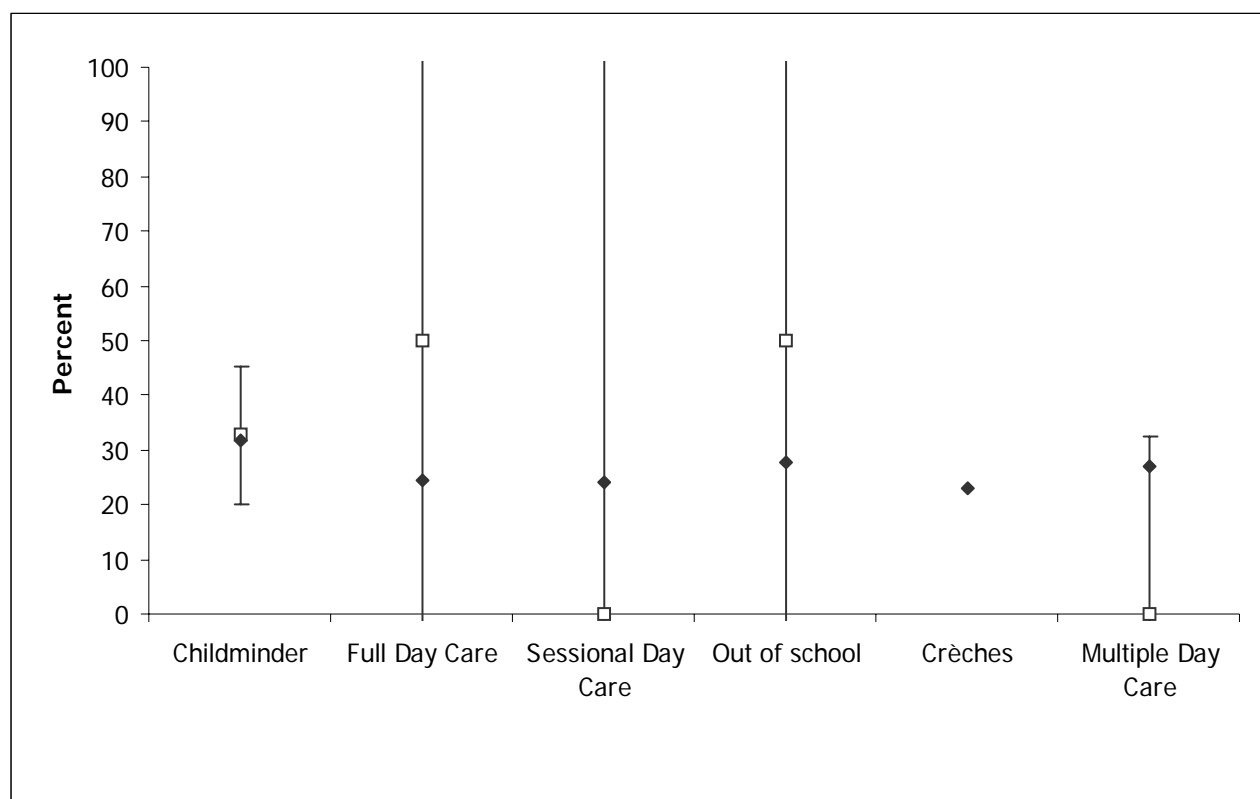 100
90
80
70
60
50
40
30
20
10
0
Percent
Childminder
Full Day Care
Sessional Day
Care
Out of school
Crèches
Multiple Day
Care